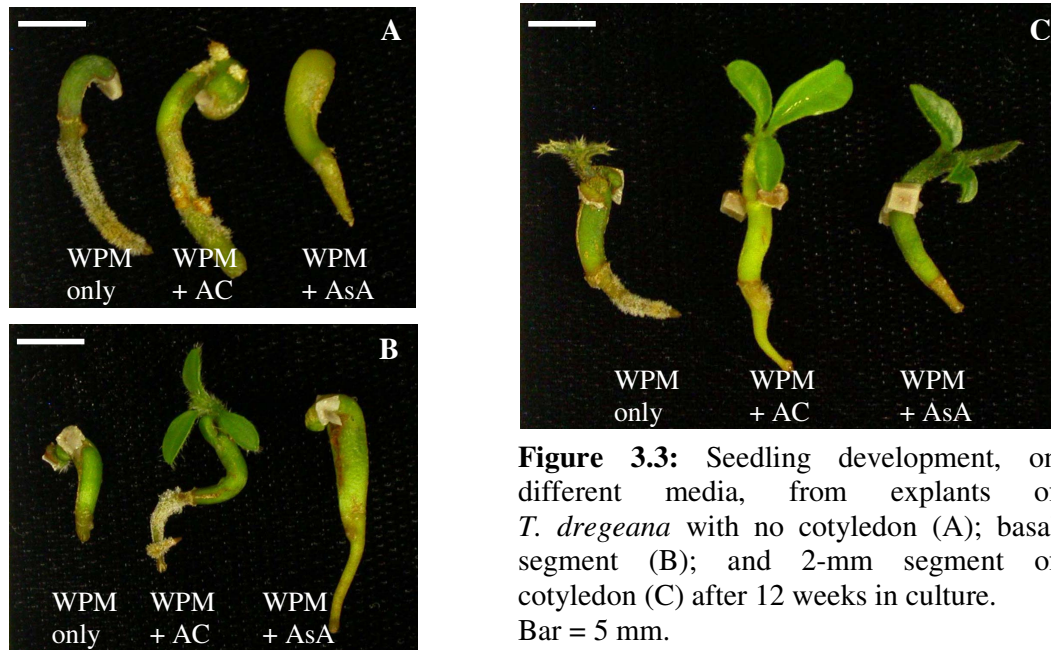 A
WPM only
WPM + AC
WPM + AsA
B
WPM only
WPM + AC
WPM + AsA
C
WPM only
WPM + AC
WPM + AsA
Figure 3.3: Seedling development, on
different media, from explants of
T. dregeana with no cotyledon (A); basa
segment (B); and 2-mm segment of
cotyledon (C) after 12 weeks in culture.
Bar = 5 mm.